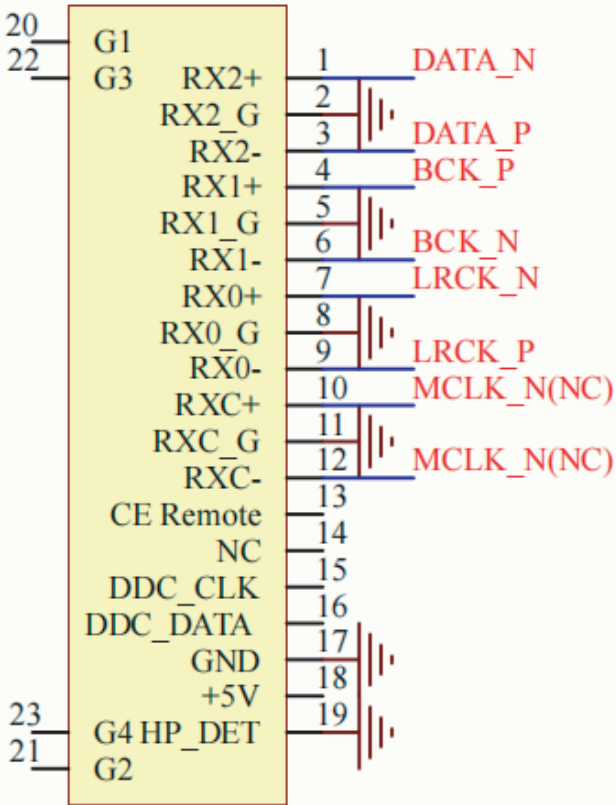 20 G1
22 G3 RX2+ 1 DATA_N
RX2_G 2
RX2- 3 DATA_P
RX1+ 4 BCK_P
RX1_G 5
RX1- 6 BCK_N
RX0+ 7 LRCK_N
RX0_G 8
RX0- 9 LRCK_P
RXC+ 10 MCLK_N(NC)
RXC_G 11
RXC- 12 MCLK_N(NC)
CE Remote 13
NC 14
DDC_CLK 15
DDC_DATA 16
GND 17
+5V 18
23 G4 HP_DET 19
21 G2